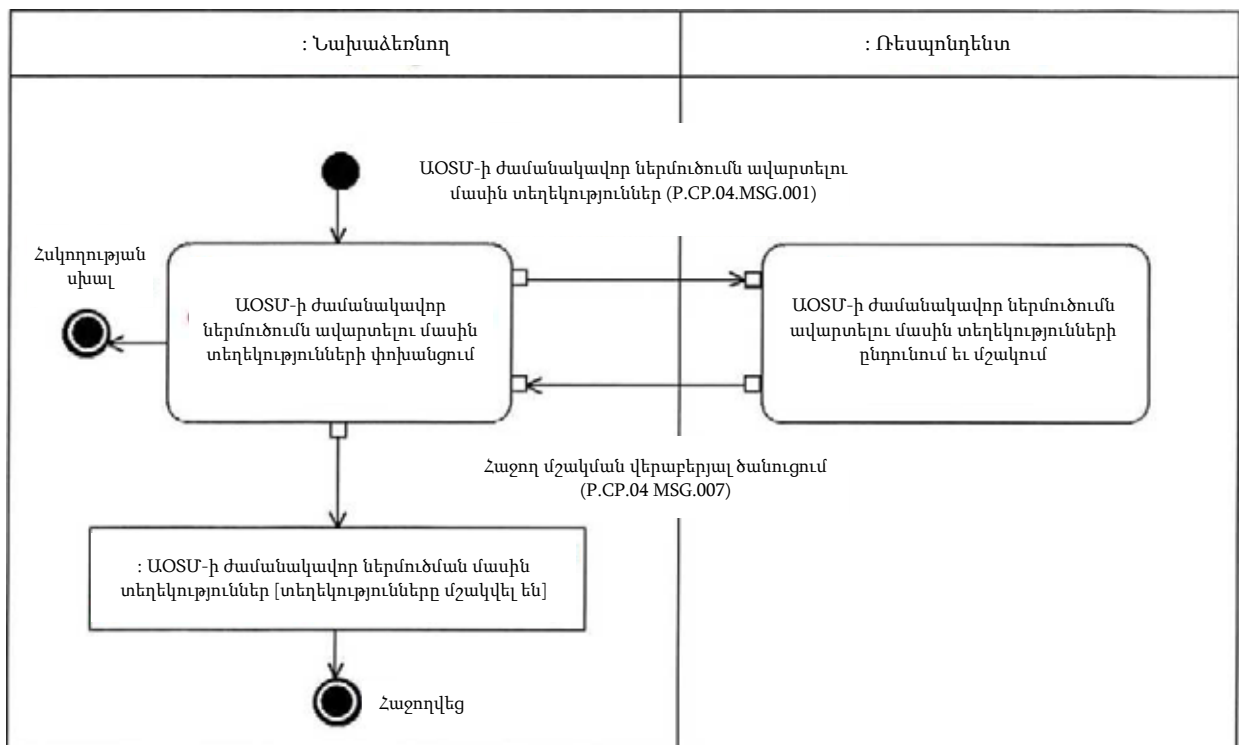 : Նախաձեռնող
: Ռեսպոնդենտ
ԱՕՏՄ-ի ժամանակավոր ներմուծումն ավարտելու
մասին տեղեկություններ (P.CP.04.MSG.001)
Հսկողության
սխալ
ԱՕՏՄ-ի ժամանակավոր
ներմուծումն ավարտելու մասին
տեղեկությունների փոխանցում
ԱՕՏՄ-ի ժամանակավոր ներմուծումն
ավարտելու մասին տեղեկությունների
ընդունում եւ մշակում
Հաջող մշակման վերաբերյալ ծանուցում
(P.CP.04 MSG.007)
: ԱՕՏՄ-ի ժամանակավոր ներմուծման մասին
տեղեկություններ [տեղեկությունները մշակվել են]
Հաջողվեց